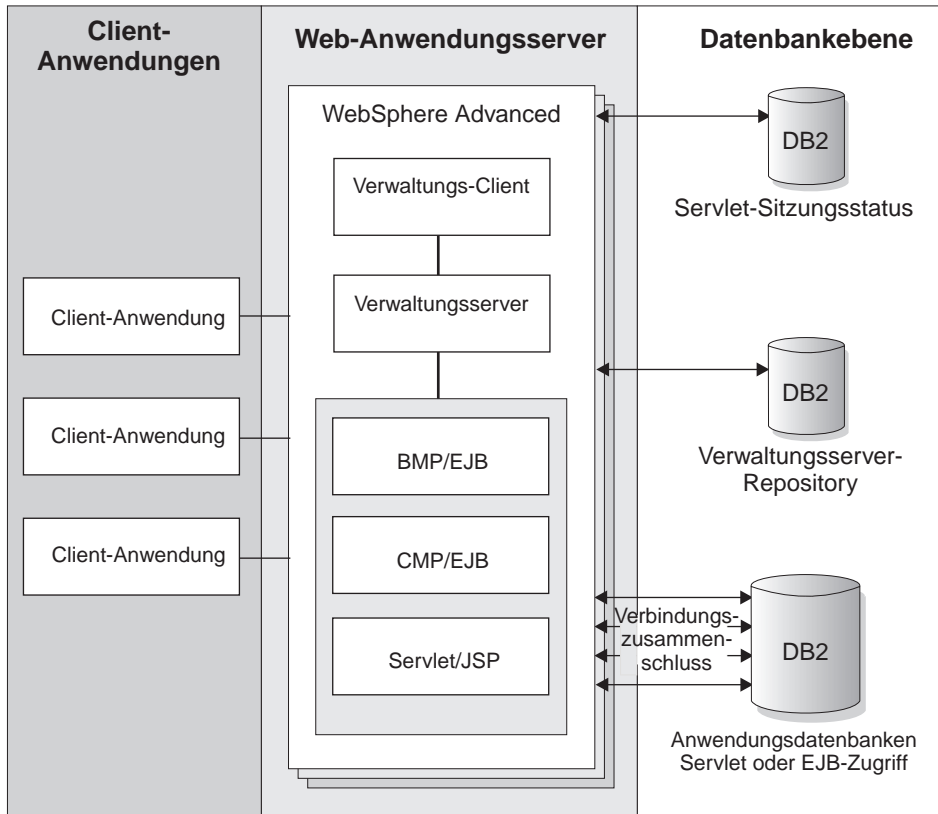 Client-
Anwendungen
Web-Anwendungsserver
Datenbankebene
WebSphere Advanced
Verwaltungs-Client
Verwaltungsserver
BMP/EJB
CMP/EJB
Servlet/JSP
Client-Anwendung
Client-Anwendung
Client-Anwendung
DB2
Servlet-Sitzungsstatus
DB2
Verwaltungsserver-
Repository
Verbindungs-
zusammen-
schluss
DB2
Anwendungsdatenbanken
Servlet oder EJB-Zugriff